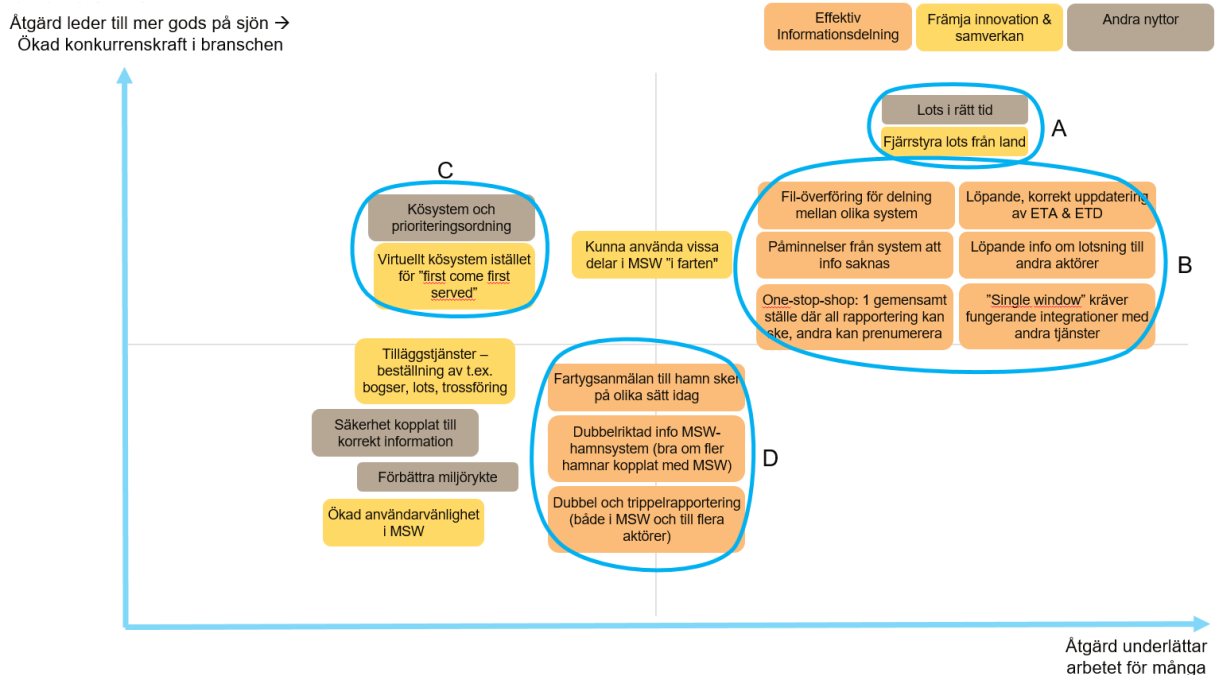 Åtgärd leder till mer gods på sjön →
Ökad konkurrenskraft i branschen
Effektiv
Informationsdelning
Främja innovation &
samverkan
Andra nyttor
Lots i rätt tid
Fjärrstyra lots från land
A
C
Kösystem och
prioriteringsordning
Virtuellt kösystem istället
för ”first come first
served”
Kunna använda vissa
delar i MSW ”i farten"
Fil-överföring för delning
mellan olika system
Löpande, korrekt uppdatering
av ETA & ETD
Påminnelser från system att
info saknas
Löpande info om lotsning till
andra aktörer
B
One-stop-shop: 1 gemensamt
ställe där all rapportering kan
ske, andra kan prenumerera
”Single window” kräver
fungerande integrationer med
andra tjänster
Tilläggstjänster –
beställning av t.ex.
bogser, lots, trossföring
Säkerhet kopplat till
korrekt information
Förbättra miljörykte
Ökad användarvänlighet
i MSW
Fartygsanmälan till hamn sker
på olika sätt idag
Dubbelriktad info MSW-
hamnsystem (bra om fler
hamnar kopplat med MSW)
D
Dubbel och trippelrapportering
(både i MSW och till flera
aktörer)
Åtgärd underlättar
arbetet för många